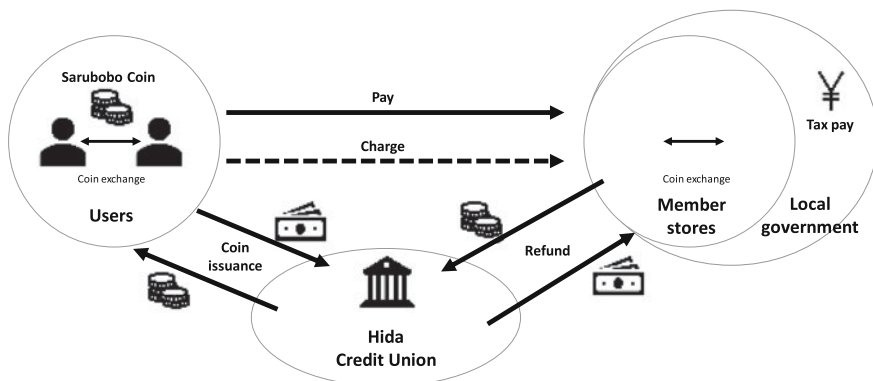 Sarubobo Coin
Coin exchange
Users
Pay
Charge
Coin exchange
Member
stores
¥
Tax pay
Local
government
Coin
issuance
Refund
Hida
Credit Union